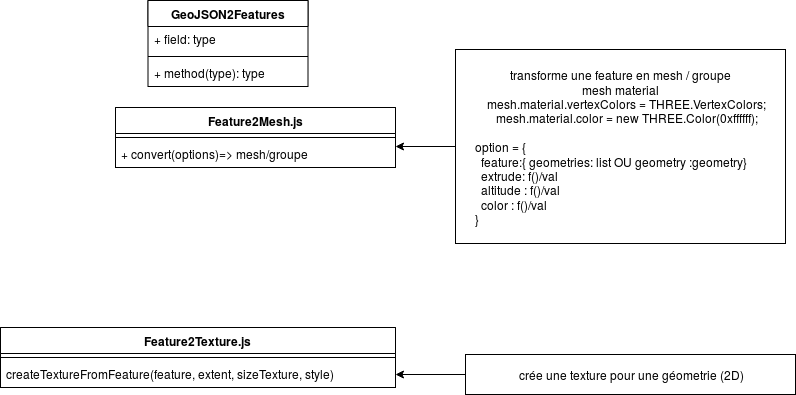 GeoJSON2Features
+ field: type
+ method(type): type
Feature2Mesh.js
+ convert(options)=> mesh/groupe
transforme une feature en mesh / groupe
mesh material
mesh.material.vertexColors = THREE.VertexColors;
mesh.material.color = new THREE.Color(0xffffff);
option = {
feature:{ geometries: list OU geometry :geometry}
extrude: f()/val
altitude : f()/val
color : f()/val
}
Feature2Texture.js
createTextureFromFeature(feature, extent, sizeTexture, style)
crée une texture pour une géometrie (2D)